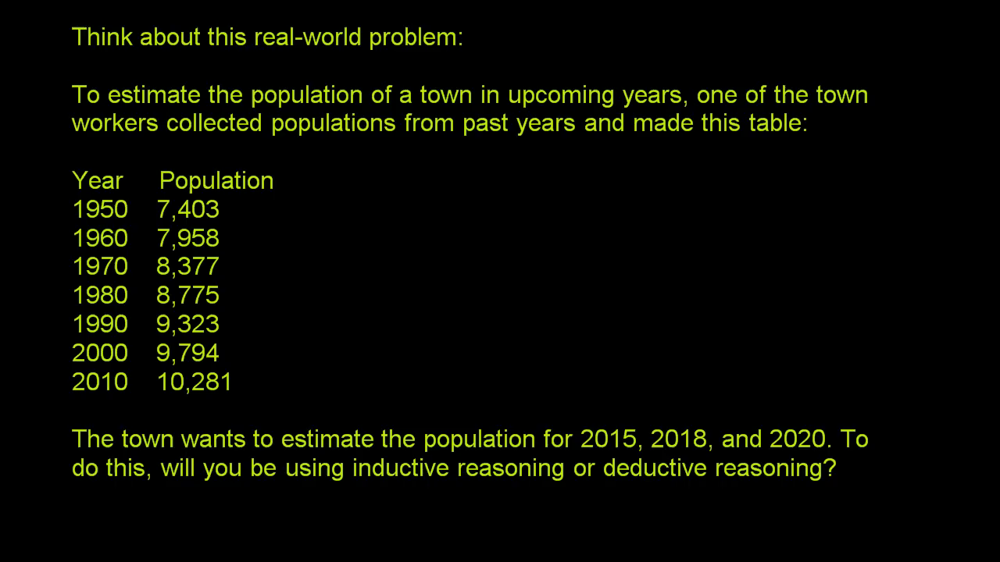 Think about this real-world problem:
To estimate the population of a town in upcoming years, one of the town
workers collected populations from past years and made this table:
Year Population
1950 7,403
1960 7,958
1970 8,377
1980 8,775
1990 9,323
2000 9,794
2010 10,281
The town wants to estimate the population for 2015, 2018, and 2020. To
do this, will you be using inductive reasoning or deductive reasoning?